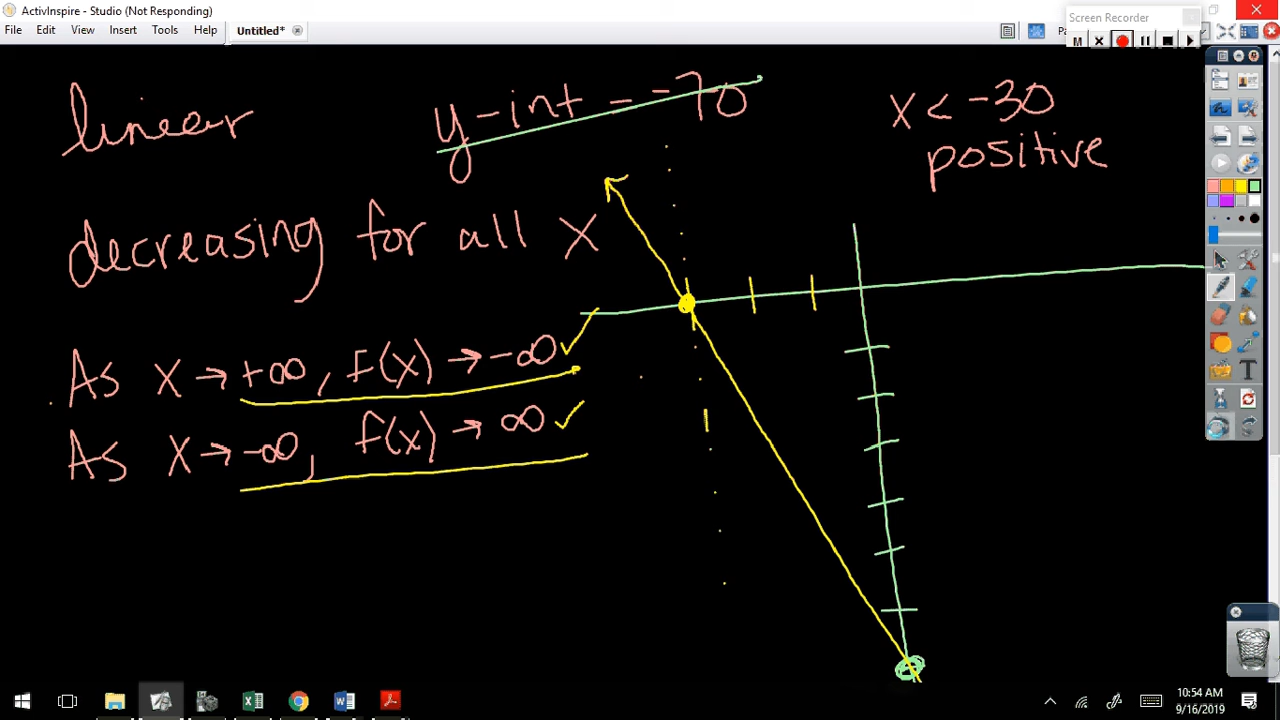 ActivInspire - Studio (Not Responding)
Screen Recorder
File Edit View Insert Tools Help Untitled*
linear
y-int = -70
x < -30
positive
decreasing for all x
As x → +∞, f(x) → -∞ ✓
As x → -∞, f(x) → ∞ ✓
10:54 AM
9/16/2019